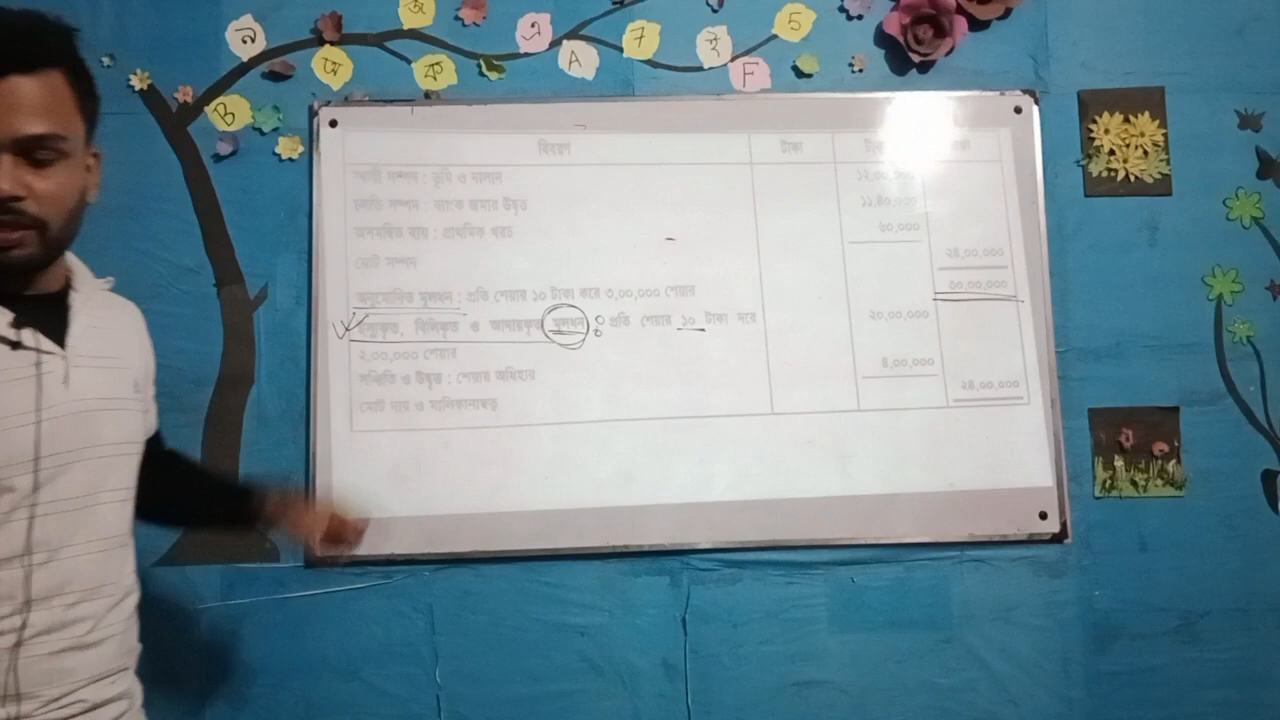 এ
অ
জ
ক
এ
A
7
ই
F
5
B
বিবরণ টাকা টাকা টাকা
স্থায়ী সম্পদ : ভূমি ও দালান
চলতি সম্পদ : ব্যাংক জমার উদ্বৃত্ত ১১,৪০,০০০
অসমন্বিত ব্যয় : প্রাথমিক খরচ ৬০,০০০
মোট সম্পদ ২৪,০০,০০০
অনুমোদিত মূলধন : প্রতি শেয়ার ১০ টাকা করে ৩,০০,০০০ শেয়ার ৩০,০০,০০০
ইস্যুকৃত, বিলিকৃত ও আদায়কৃত মূলধন : প্রতি শেয়ার ১০ টাকা দরে ২০,০০,০০০
২,০০,০০০ শেয়ার
সঞ্চিতি ও উদ্বৃত্ত : শেয়ার অধিহার ৪,০০,০০০
মোট দায় ও মালিকানাস্বত্ব ২৪,০০,০০০